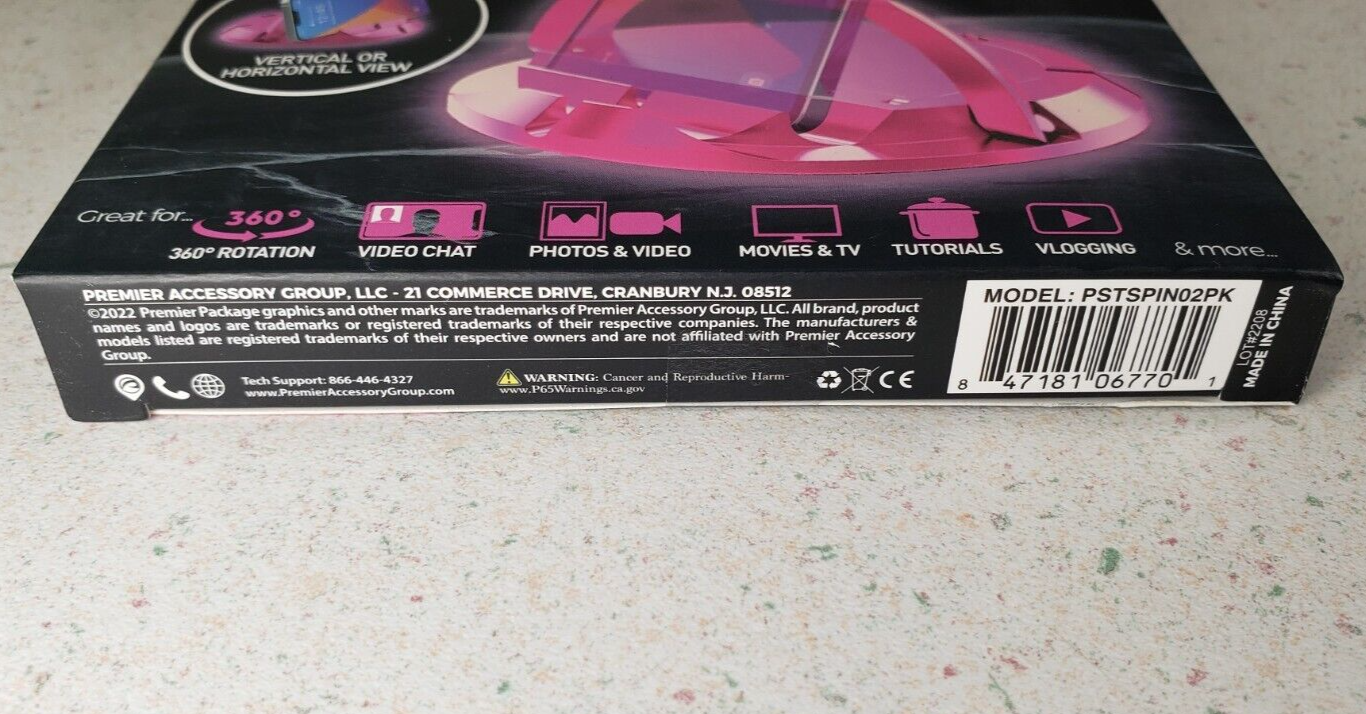 VERTICAL OR
HORIZONTAL VIEW
Great for...
360°
360° ROTATION
VIDEO CHAT
PHOTOS & VIDEO
MOVIES & TV
TUTORIALS
VLOGGING
& more...
PREMIER ACCESSORY GROUP, LLC - 21 COMMERCE DRIVE, CRANBURY N.J. 08512
©2022 Premier Package graphics and other marks are trademarks of Premier Accessory Group, LLC. All brand, product
names and logos are trademarks or registered trademarks of their respective companies. The manufacturers &
models listed are registered trademarks of their respective owners and are not affiliated with Premier Accessory
Group.
Tech Support: 866-446-4327
www.PremierAccessoryGroup.com
WARNING: Cancer and Reproductive Harm-
www.P65Warnings.ca.gov
CE
MODEL: PSTSPIN02PK
8 47181 06770 1
LOT#2208
MADE IN CHINA